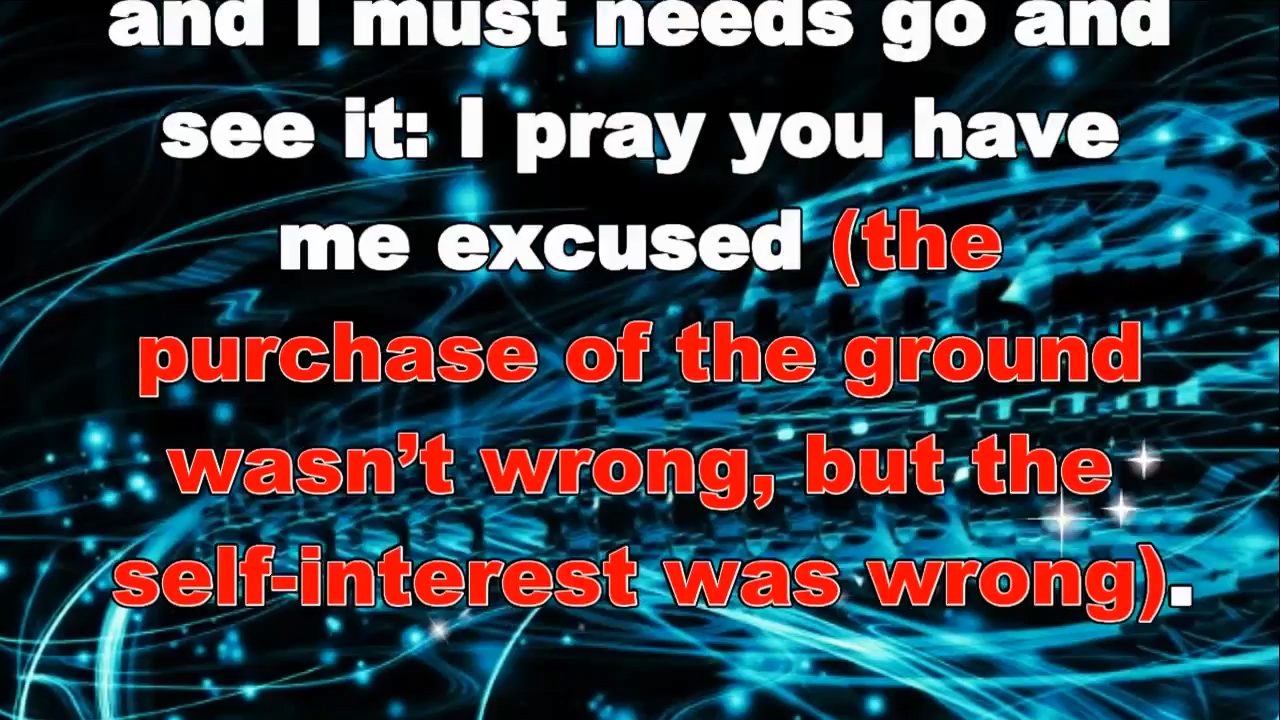 and I must needs go and
see it: I pray you have
me excused (the
purchase of the ground
wasn’t wrong, but the
self-interest was wrong).